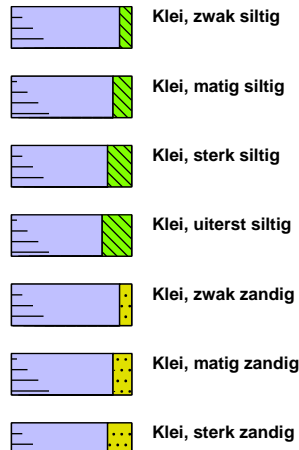 Klei, zwak siltig
Klei, matig siltig
Klei, sterk siltig
Klei, uiterst siltig
Klei, zwak zandig
Klei, matig zandig
Klei, sterk zandig